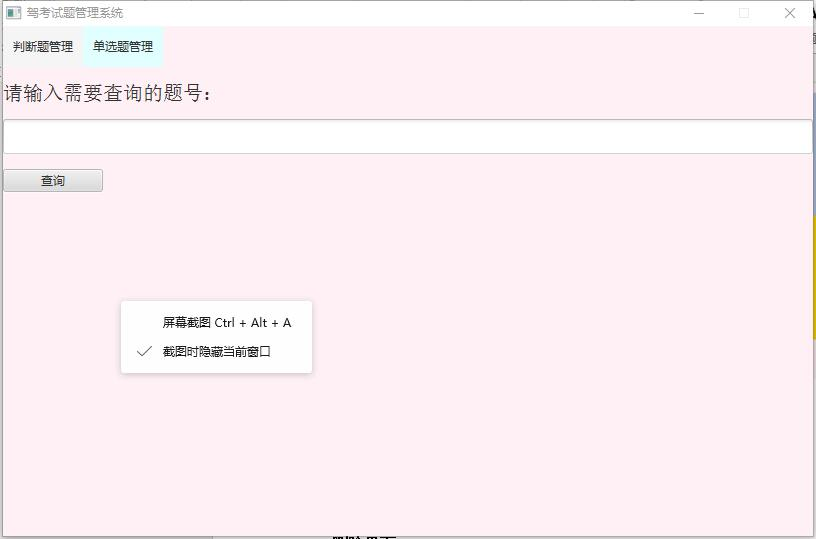 驾考试题管理系统
判断题管理 单选题管理
请输入需要查询的题号:
查询
屏幕截图 Ctrl + Alt + A
截图时隐藏当前窗口